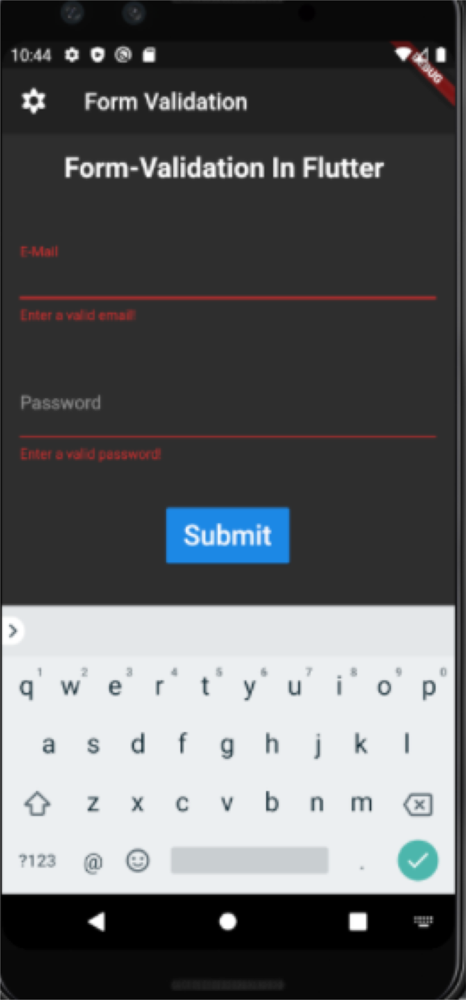 10:44
DEBUG
Form Validation
Form-Validation In Flutter
E-Mail
Enter a valid email!
Password
Enter a valid password!
Submit
1 2 3 4 5 6 7 8 9 0
q w e r t y u i o p
a s d f g h j k l
z x c v b n m
?123 @ .